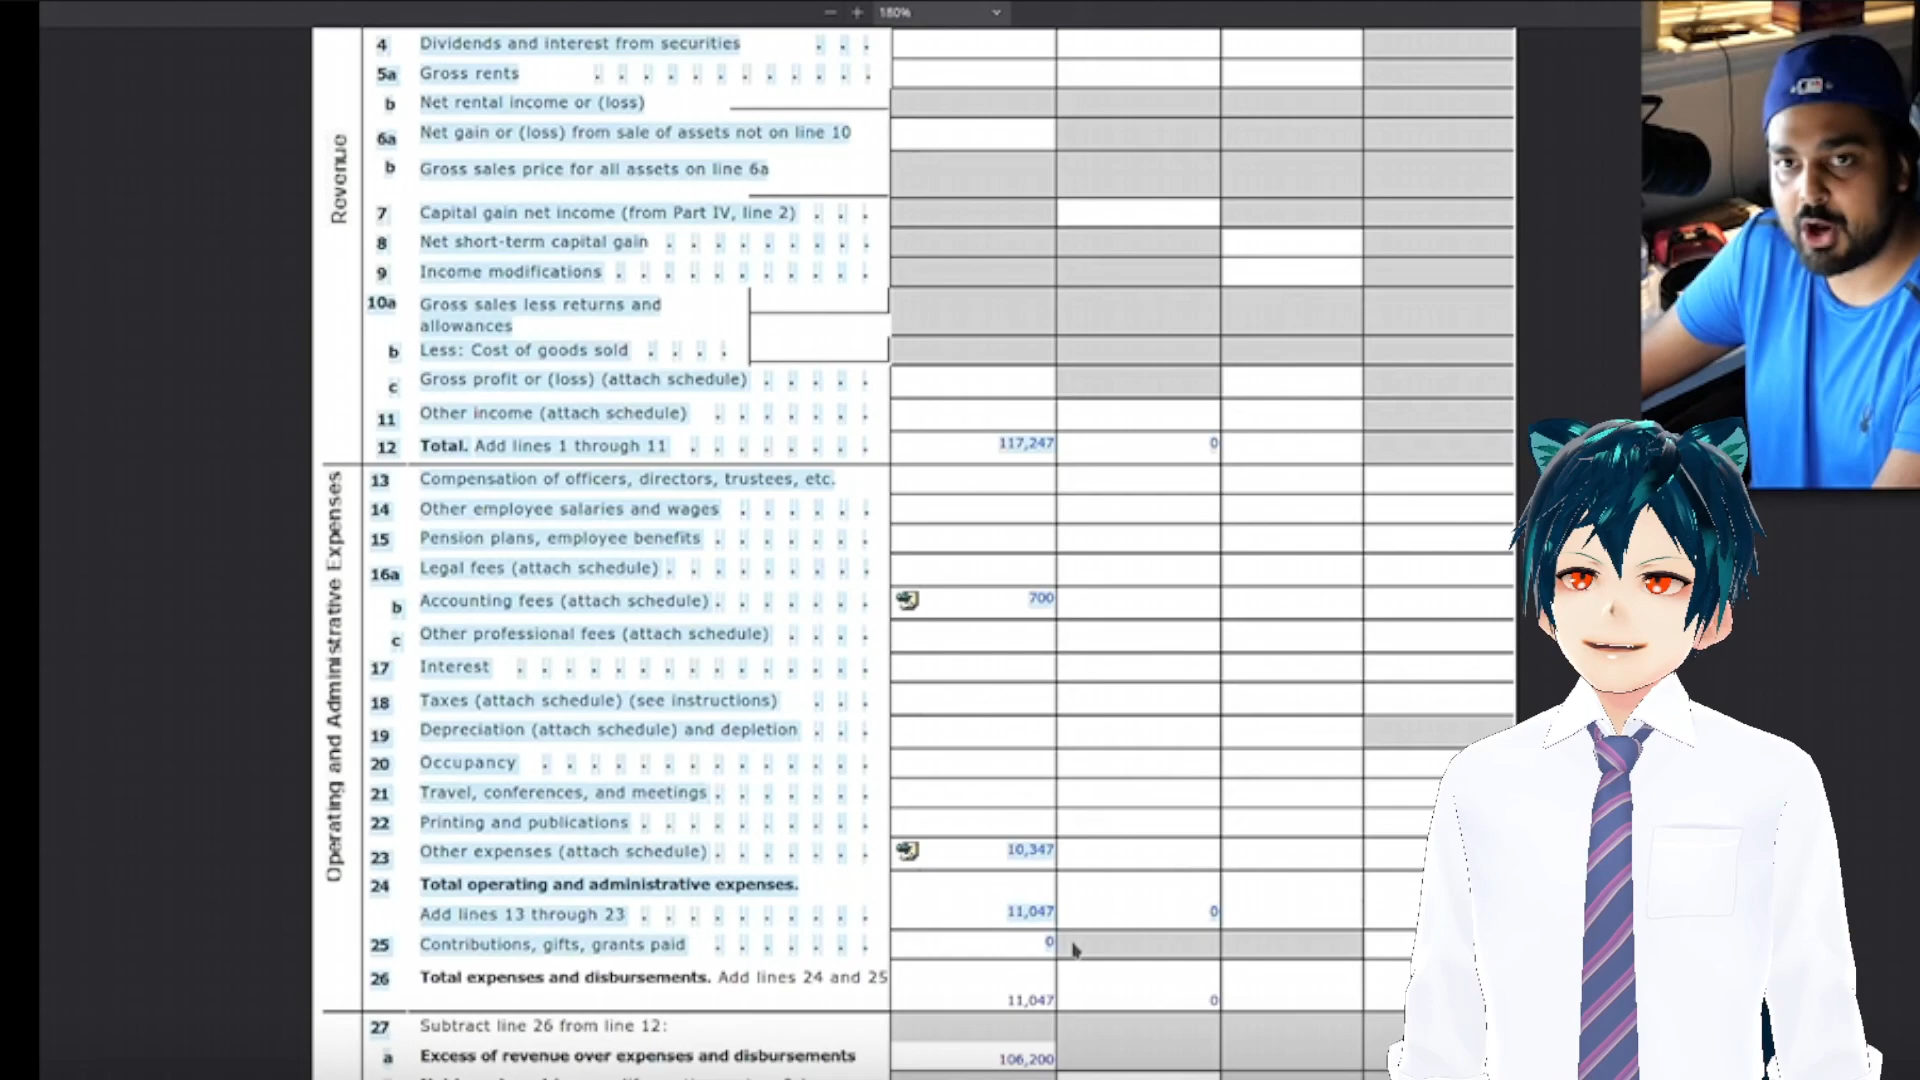 180%
Revenue
4 Dividends and interest from securities . . .
5a Gross rents . . . . . . . . . . . .
b Net rental income or (loss)
6a Net gain or (loss) from sale of assets not on line 10
b Gross sales price for all assets on line 6a
7 Capital gain net income (from Part IV, line 2) . . .
8 Net short-term capital gain . . . . . . . . .
9 Income modifications . . . . . . . . . . .
10a Gross sales less returns and
allowances
b Less: Cost of goods sold . . . .
c Gross profit or (loss) (attach schedule) . . . . .
11 Other income (attach schedule) . . . . . . .
12 Total. Add lines 1 through 11 . . . . . . . . 117,247 0
Operating and Administrative Expenses
13 Compensation of officers, directors, trustees, etc.
14 Other employee salaries and wages . . . . . .
15 Pension plans, employee benefits . . . . . . .
16a Legal fees (attach schedule) . . . . . . . . .
b Accounting fees (attach schedule) . . . . . . . 700
c Other professional fees (attach schedule) . . . .
17 Interest . . . . . . . . . . . . . . .
18 Taxes (attach schedule) (see instructions) . . .
19 Depreciation (attach schedule) and depletion . . .
20 Occupancy . . . . . . . . . . . . . .
21 Travel, conferences, and meetings . . . . . . .
22 Printing and publications . . . . . . . . . .
23 Other expenses (attach schedule) . . . . . . . 10,347
24 Total operating and administrative expenses.
Add lines 13 through 23 . . . . . . . . . . 11,047 0
25 Contributions, gifts, grants paid . . . . . . . 0
26 Total expenses and disbursements. Add lines 24 and 25
11,047 0
27 Subtract line 26 from line 12:
a Excess of revenue over expenses and disbursements 106,200